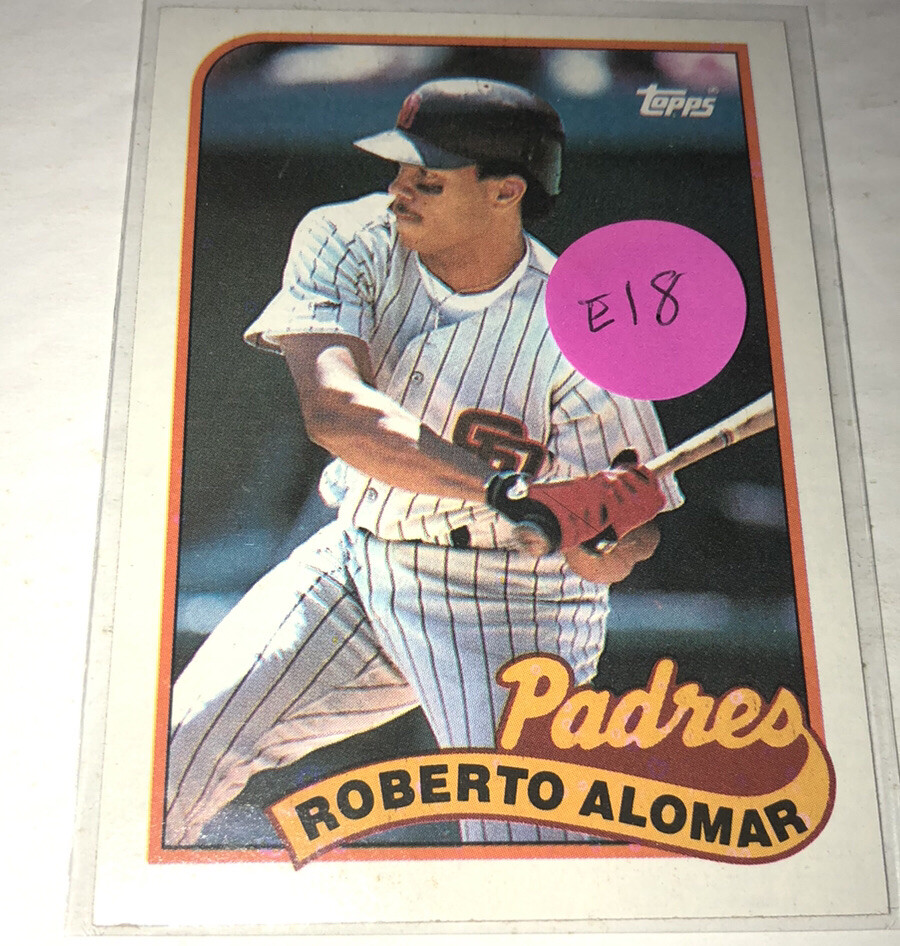 topps®
E18
SD
Padres
ROBERTO ALOMAR